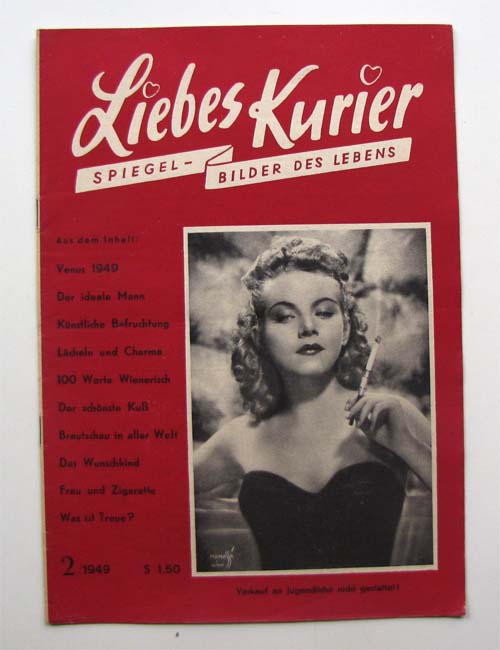 Liebes Kurier
SPIEGEL-
BILDER DES LEBENS
Aus dem Inhalt:
Venus 1949
Der ideale Mann
Künstliche Befruchtung
Lächeln und Charme
100 Worte Wienerisch
Der schönste Kuß
Brautschau in aller Welt
Das Wunschkind
Frau und Zigarette
Was ist Treue?
2 1949 S 1.50
Verkauf an Jugendliche nicht gestattet!